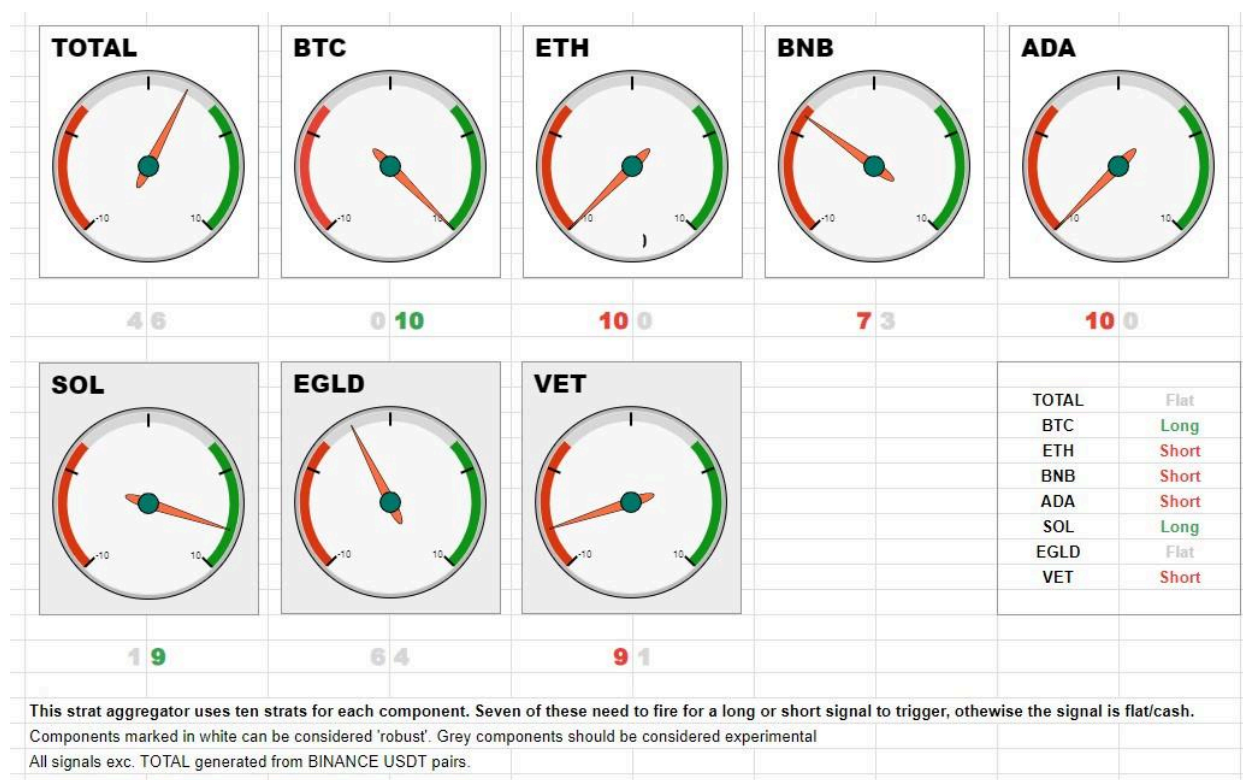 TOTAL BTC ETH BNB ADA
-10 10 -10 10 10 10 -10 10 10 10
)
4 6 0 10 10 0 7 3 10 0
SOL EGLD VET
-10 10 -10 10 -10 10
TOTAL Flat
BTC Long
ETH Short
BNB Short
ADA Short
SOL Long
EGLD Flat
VET Short
1 9 6 4 9 1
This strat aggregator uses ten strats for each component. Seven of these need to fire for a long or short signal to trigger, othewise the signal is flat/cash.
Components marked in white can be considered 'robust'. Grey components should be considered experimental
All signals exc. TOTAL generated from BINANCE USDT pairs.